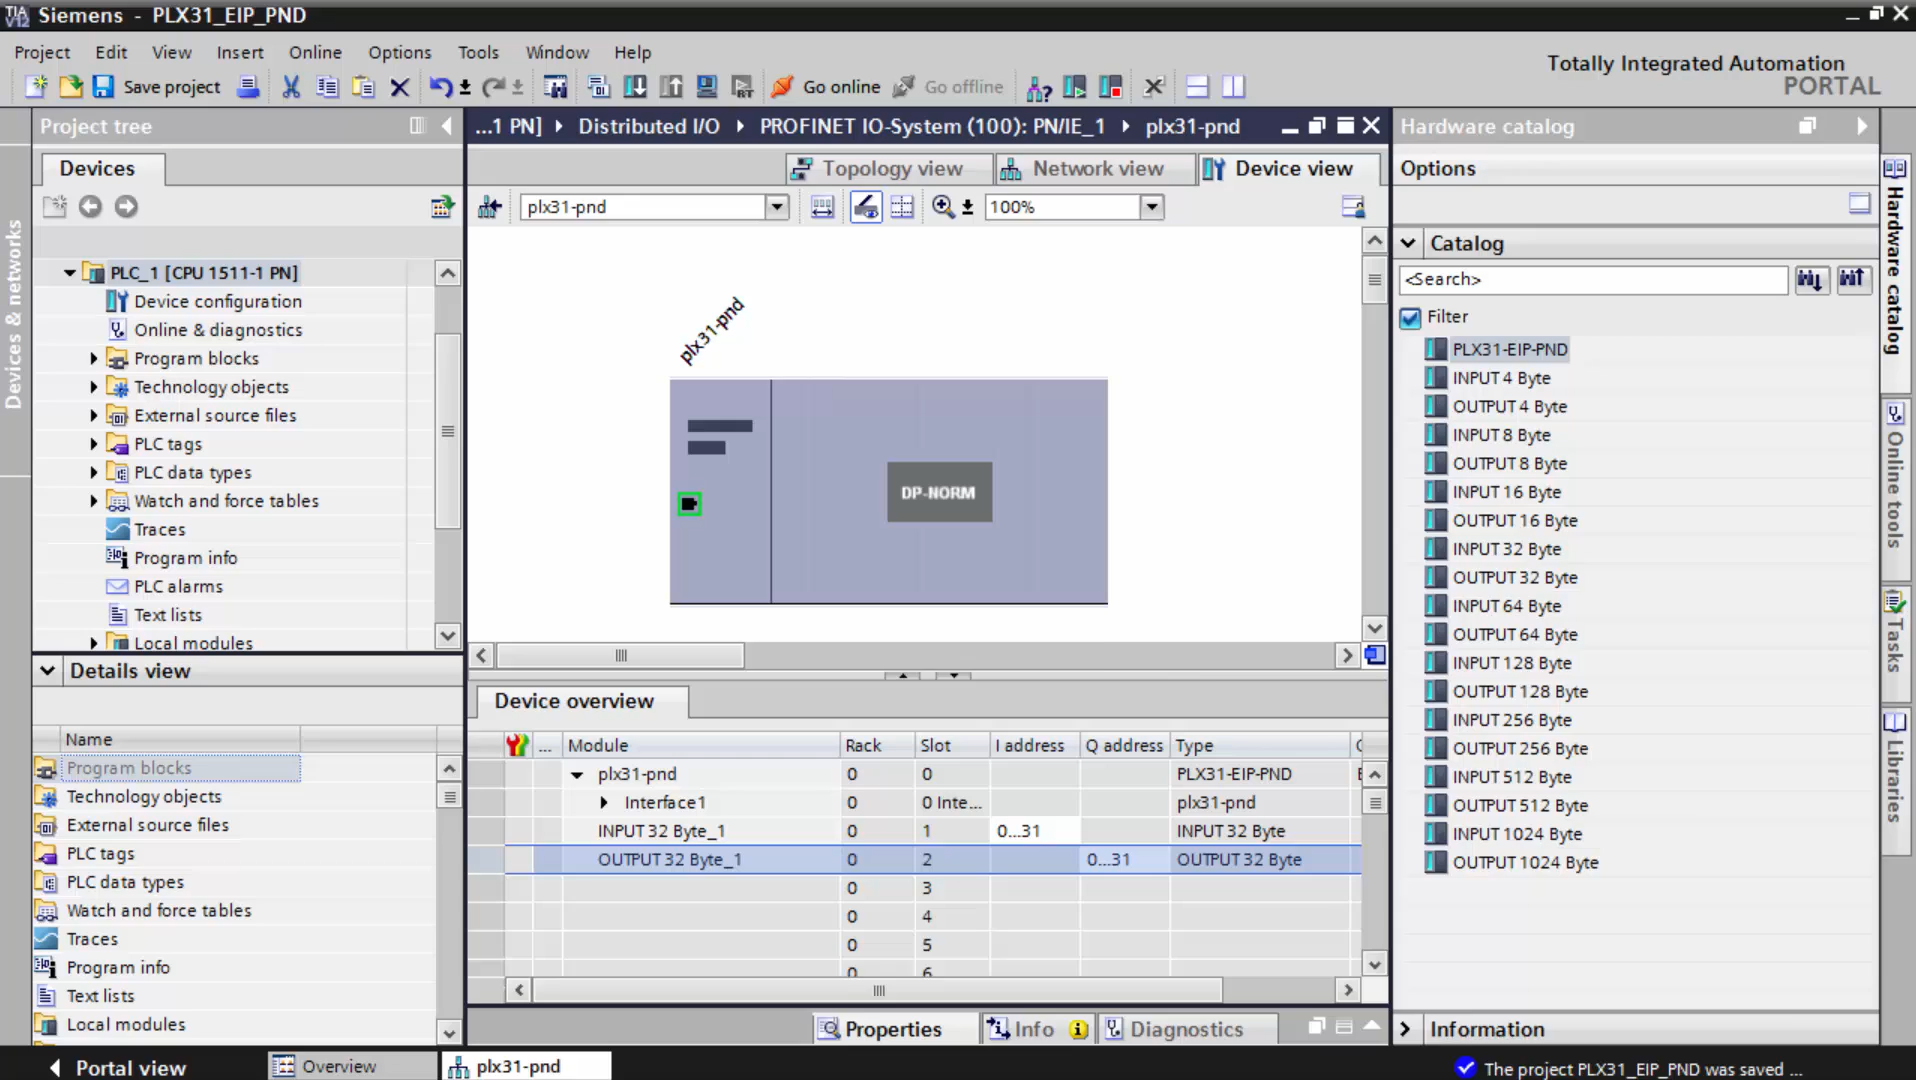 Siemens - PLX31_EIP_PND
Project Edit View Insert Online Options Tools Window Help
Totally Integrated Automation
PORTAL
Save project
Go online
Go offline
Project tree
...1 PN] Distributed I/O PROFINET IO-System (100): PN/IE_1 plx31-pnd
Hardware catalog
Devices
Topology view
Network view
Device view
Options
plx31-pnd
100%
Devices & networks
PLC_1 [CPU 1511-1 PN]
Device configuration
Online & diagnostics
Program blocks
Technology objects
External source files
PLC tags
PLC data types
Watch and force tables
Traces
Program info
PLC alarms
Text lists
Local modules
plx31-pnd
DP-NORM
Catalog
<Search>
Filter
PLX31-EIP-PND
INPUT 4 Byte
OUTPUT 4 Byte
INPUT 8 Byte
OUTPUT 8 Byte
INPUT 16 Byte
OUTPUT 16 Byte
INPUT 32 Byte
OUTPUT 32 Byte
INPUT 64 Byte
OUTPUT 64 Byte
INPUT 128 Byte
OUTPUT 128 Byte
INPUT 256 Byte
OUTPUT 256 Byte
INPUT 512 Byte
OUTPUT 512 Byte
INPUT 1024 Byte
OUTPUT 1024 Byte
Information
Hardware catalog
Online tools
Tasks
Libraries
Details view
Name
Program blocks
Technology objects
External source files
PLC tags
PLC data types
Watch and force tables
Traces
Program info
Text lists
Local modules
Device overview
... Module Rack Slot I address Q address Type
plx31-pnd 0 0 PLX31-EIP-PND
Interface1 0 0 Inte... plx31-pnd
INPUT 32 Byte_1 0 1 0...31 INPUT 32 Byte
OUTPUT 32 Byte_1 0 2 0...31 OUTPUT 32 Byte
0 3
0 4
0 5
0 6
Properties
Info
Diagnostics
Portal view
Overview
plx31-pnd
The project PLX31_EIP_PND was saved ...